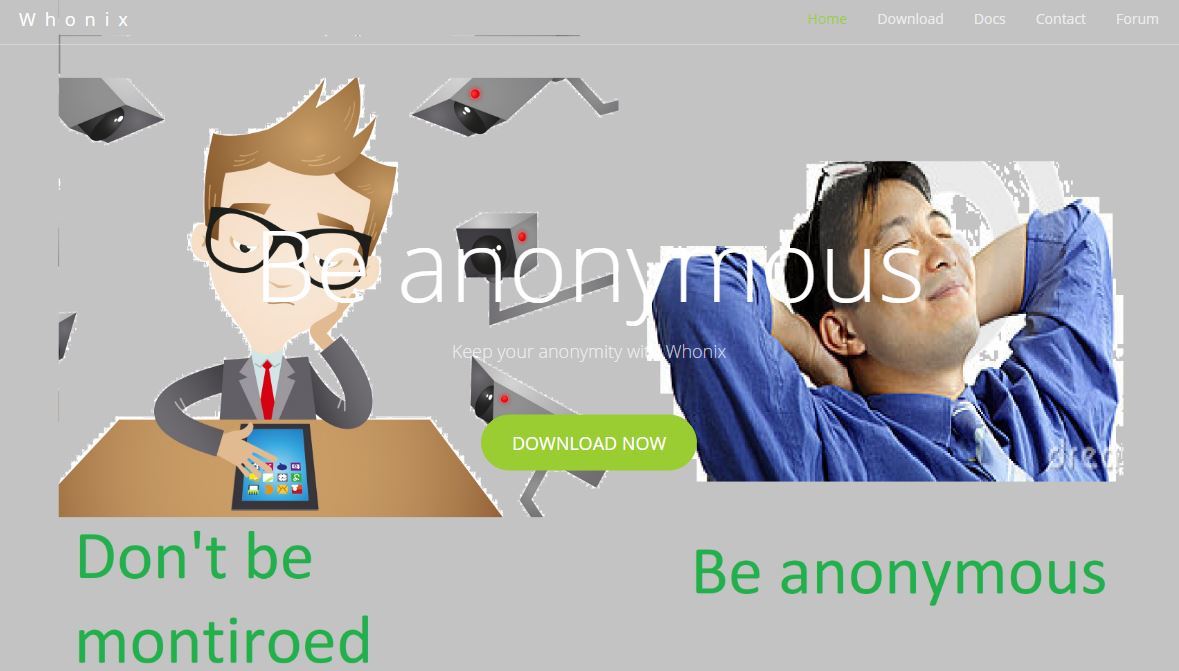 Whonix
Home Download Docs Contact Forum
Be anonymous
Keep your anonymity with Whonix
DOWNLOAD NOW
Don't be
montiroed
Be anonymous